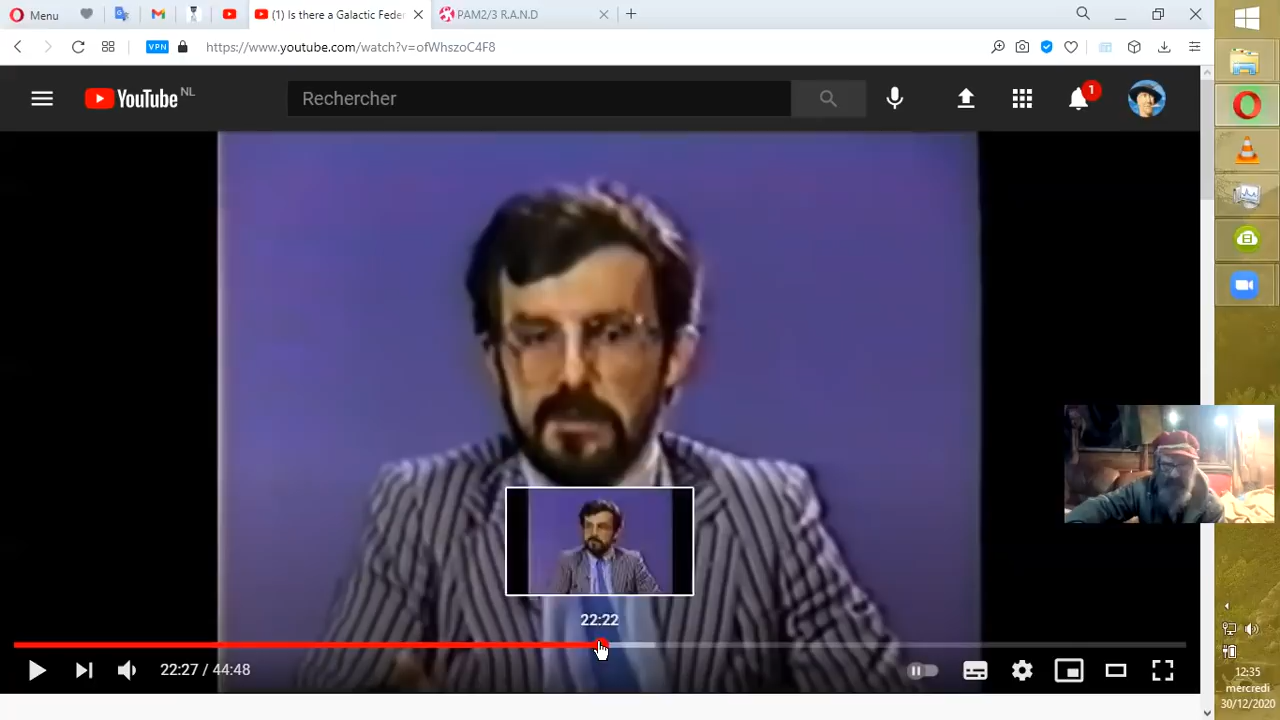 Menu
(1) Is there a Galactic Feder
PAM2/3 R.A.N.D
VPN
https://www.youtube.com/watch?v=ofWhszoC4F8
YouTube NL
Rechercher
1
22:22
22:27 / 44:48
12:35
mercredi
30/12/2020